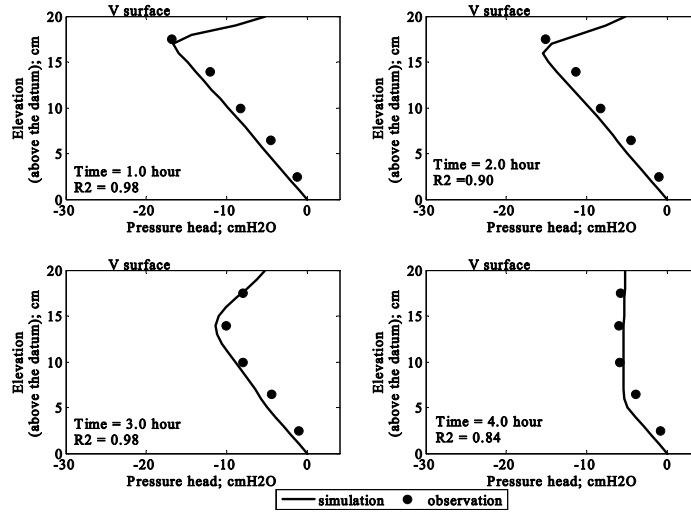 V surface
20
15
10
5
0
Elevation
(above the datum); cm
Time = 1.0 hour
R2 = 0.98
-30
-20
-10
0
Pressure head; cmH2O
V surface
20
15
10
5
0
Elevation
(above the datum); cm
Time = 2.0 hour
R2 =0.90
-30
-20
-10
0
Pressure head; cmH2O
V surface
20
15
10
5
0
Elevation
(above the datum); cm
Time = 3.0 hour
R2 = 0.98
-30
-20
-10
0
Pressure head; cmH2O
V surface
20
15
10
5
0
Elevation
(above the datum); cm
Time = 4.0 hour
R2 = 0.84
-30
-20
-10
0
Pressure head; cmH2O
simulation
observation